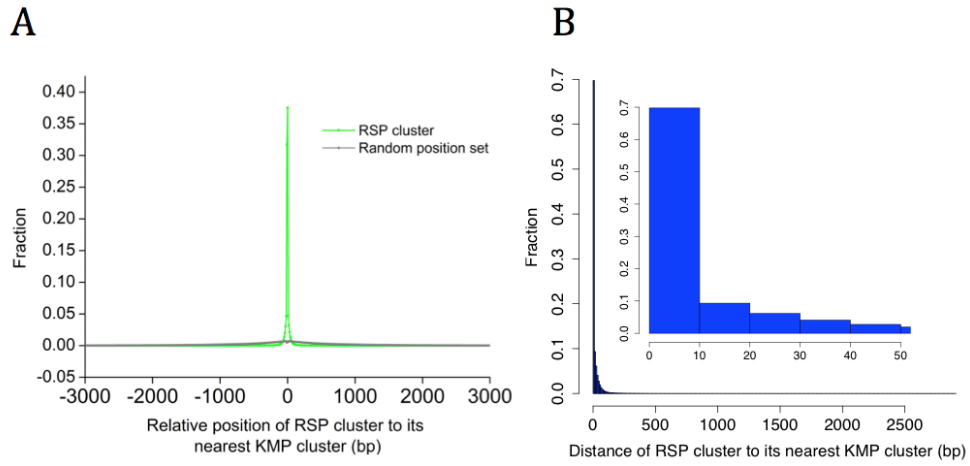 A
0.40
0.35
0.30
0.25
0.20
0.15
0.10
0.05
0.00
-0.05
Fraction
-3000 -2000 -1000 0 1000 2000 3000
Relative position of RSP cluster to its
nearest KMP cluster (bp)
RSP cluster
Random position set
B
0.7
0.6
0.5
0.4
0.3
0.2
0.1
0.0
Fraction
0 500 1000 1500 2000 2500
Distance of RSP cluster to its nearest KMP cluster (bp)
0.7
0.6
0.5
0.4
0.3
0.2
0.1
0.0
0 10 20 30 40 50